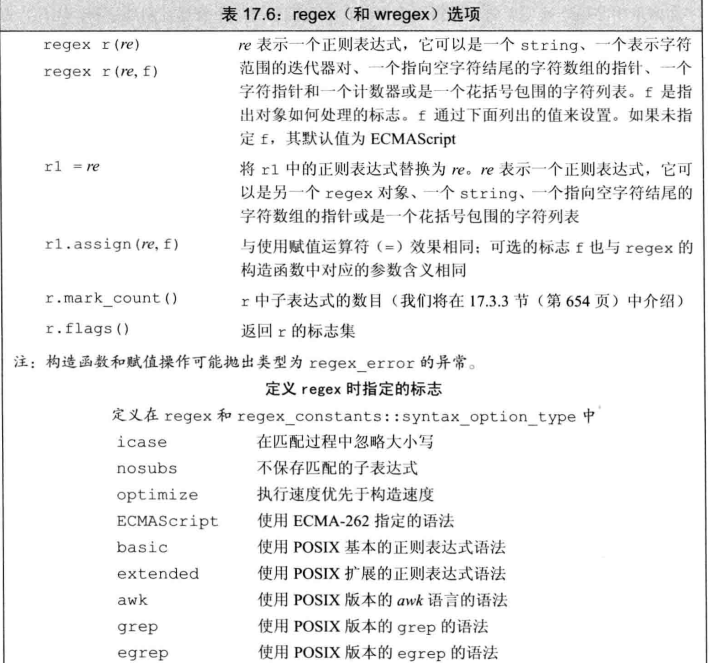 表 17.6：regex（和 wregex）选项
regex r(re) re 表示一个正则表达式，它可以是一个 string、一个表示字符
regex r(re, f) 范围的迭代器对、一个指向空字符结尾的字符数组的指针、一个
字符指针和一个计数器或是一个花括号包围的字符列表。f 是指
出对象如何处理的标志。f 通过下面列出的值来设置。如果未指
定 f，其默认值为 ECMAScript
r1 = re 将 r1 中的正则表达式替换为 re。re 表示一个正则表达式，它可
以是另一个 regex 对象、一个 string、一个指向空字符结尾的
字符数组的指针或是一个花括号包围的字符列表
r1.assign(re, f) 与使用赋值运算符（=）效果相同；可选的标志 f 也与 regex 的
构造函数中对应的参数含义相同
r.mark_count() r 中子表达式的数目（我们将在 17.3.3 节（第 654 页）中介绍）
r.flags() 返回 r 的标志集
注：构造函数和赋值操作可能抛出类型为 regex_error 的异常。
定义 regex 时指定的标志
定义在 regex 和 regex_constants::syntax_option_type 中
icase 在匹配过程中忽略大小写
nosubs 不保存匹配的子表达式
optimize 执行速度优先于构造速度
ECMAScript 使用 ECMA-262 指定的语法
basic 使用 POSIX 基本的正则表达式语法
extended 使用 POSIX 扩展的正则表达式语法
awk 使用 POSIX 版本的 awk 语言的语法
grep 使用 POSIX 版本的 grep 的语法
egrep 使用 POSIX 版本的 egrep 的语法